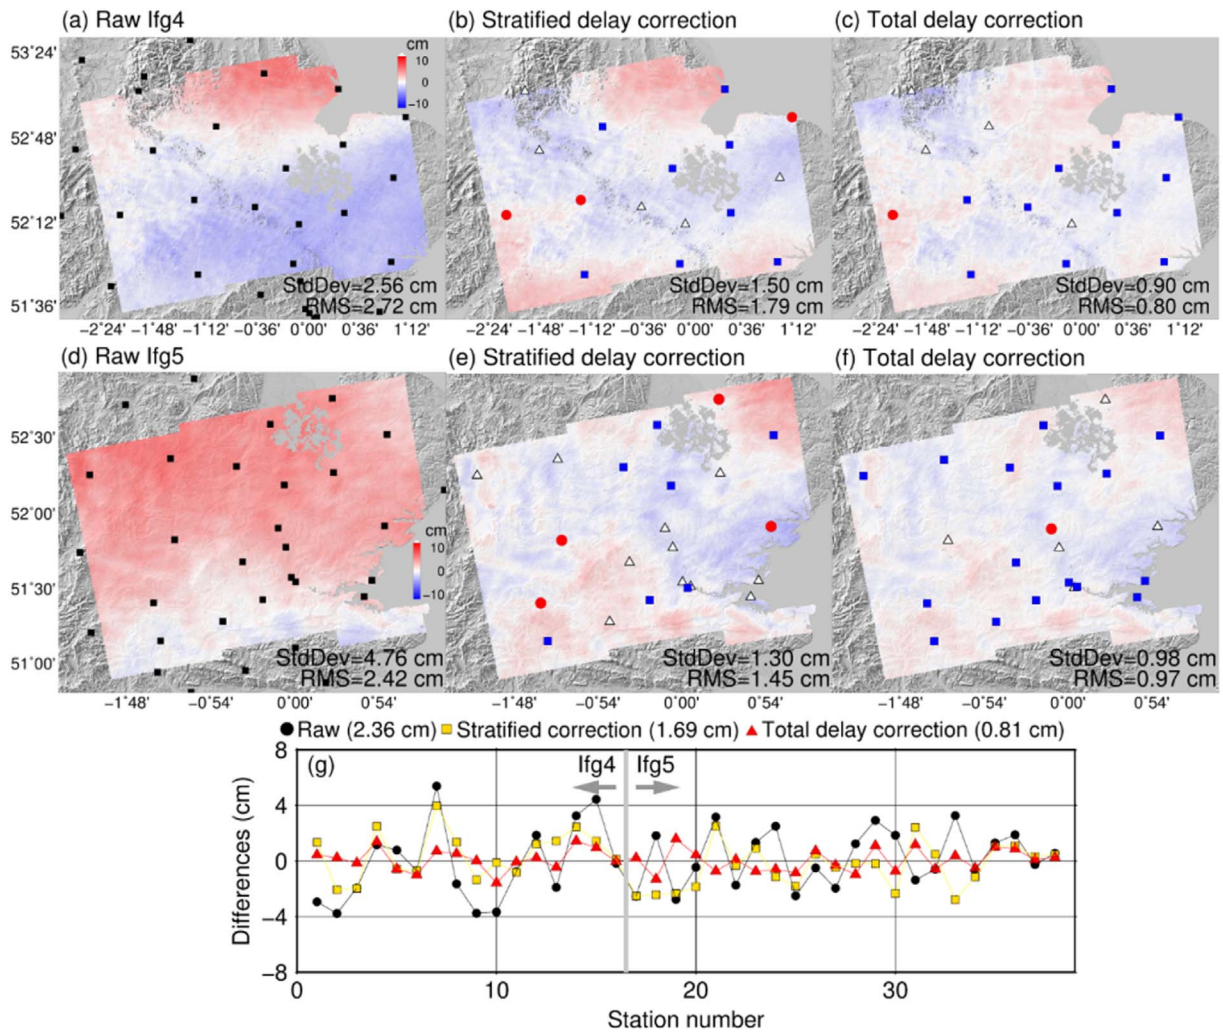 (a) Raw Ifg4
(b) Stratified delay correction
(c) Total delay correction
53°24'
52°48'
52°12'
51°36'
cm
10
0
−10
StdDev=2.56 cm
RMS=2.72 cm
StdDev=1.50 cm
RMS=1.79 cm
StdDev=0.90 cm
RMS=0.80 cm
−2°24' −1°48' −1°12' −0°36' 0°00' 0°36' 1°12'
−2°24' −1°48' −1°12' −0°36' 0°00' 0°36' 1°12'
−2°24' −1°48' −1°12' −0°36' 0°00' 0°36' 1°12'
(d) Raw Ifg5
(e) Stratified delay correction
(f) Total delay correction
52°30'
52°00'
51°30'
51°00'
cm
10
0
−10
StdDev=4.76 cm
RMS=2.42 cm
StdDev=1.30 cm
RMS=1.45 cm
StdDev=0.98 cm
RMS=0.97 cm
−1°48' −0°54' 0°00' 0°54'
−1°48' −0°54' 0°00' 0°54'
−1°48' −0°54' 0°00' 0°54'
Raw (2.36 cm) Stratified correction (1.69 cm) Total delay correction (0.81 cm)
(g)
Ifg4
Ifg5
8
4
0
−4
−8
Differences (cm)
0 10 20 30
Station number